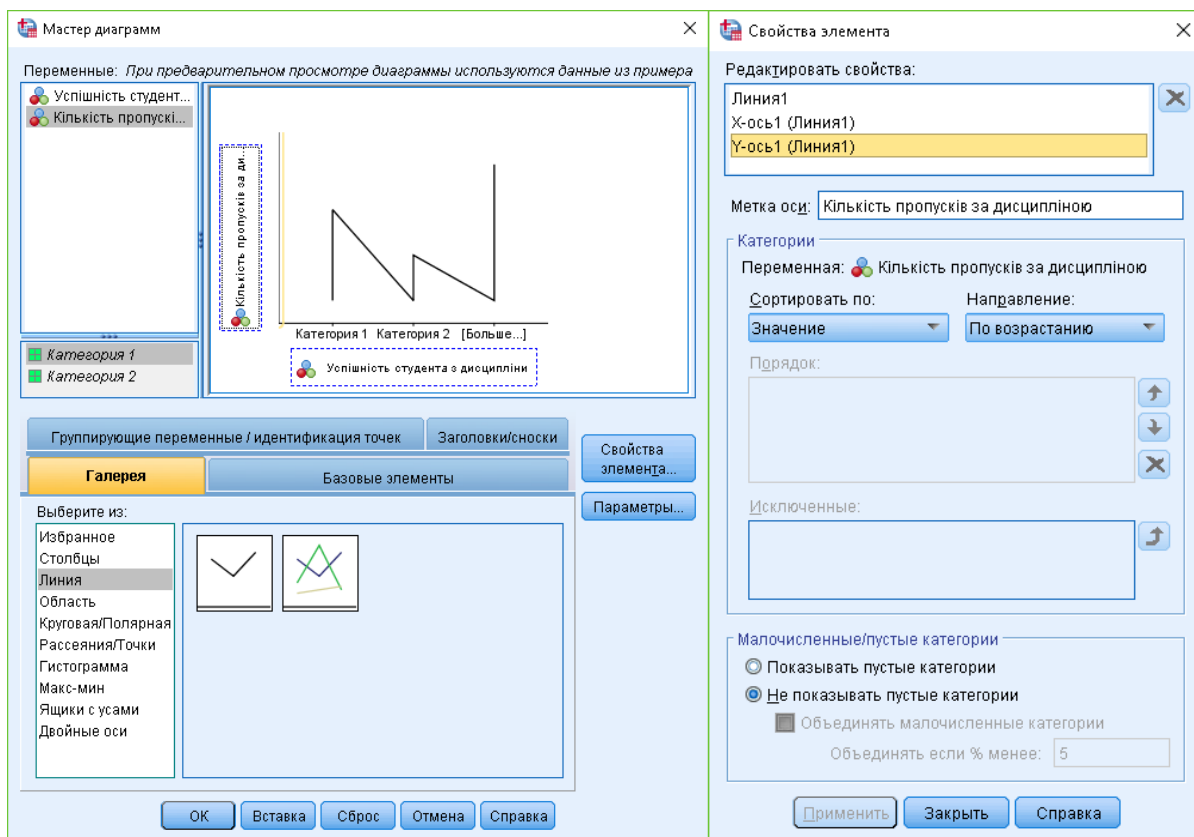 Мастер диаграмм
Переменные: При предварительном просмотре диаграммы используются данные из примера
Успішність студент...
Кількість пропускі...
Кількість пропусків за ди...
Категория 1 Категория 2 [Больше...]
Успішність студента з дисципліни
Категория 1
Категория 2
Группирующие переменные / идентификация точек
Заголовки/сноски
Галерея
Базовые элементы
Свойства
элемента...
Параметры...
Выберите из:
Избранное
Столбцы
Линия
Область
Круговая/Полярная
Рассеяния/Точки
Гистограмма
Макс-мин
Ящики с усами
Двойные оси
ОК
Вставка
Сброс
Отмена
Справка
Свойства элемента
Редактировать свойства:
Линия1
X-ось1 (Линия1)
Y-ось1 (Линия1)
Метка оси: Кількість пропусків за дисципліною
Категории
Переменная: Кількість пропусків за дисципліною
Сортировать по: Направление:
Значение По возрастанию
Порядок:
Исключенные:
Малочисленные/пустые категории
Показывать пустые категории
Не показывать пустые категории
Объединять малочисленные категории
Объединять если % менее: 5
Применить
Закрыть
Справка